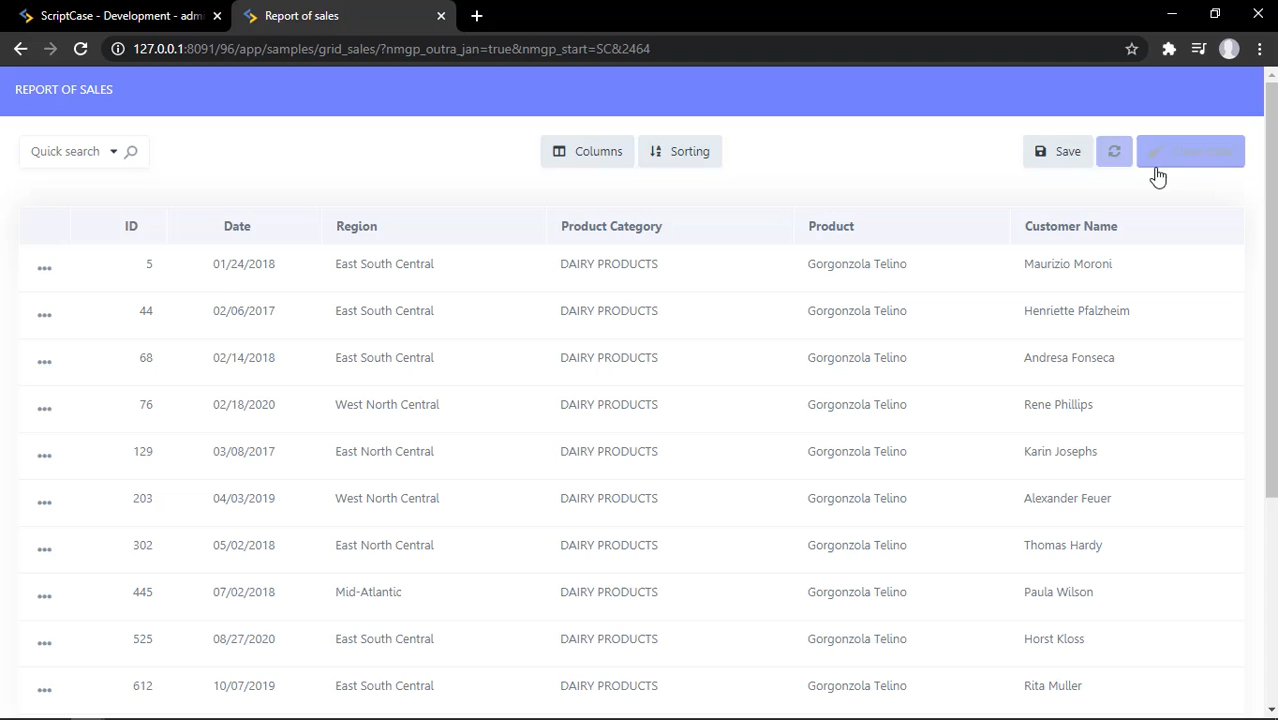 ScriptCase - Development - adm
Report of sales
127.0.0.1:8091/96/app/samples/grid_sales/?nmgp_outra_jan=true&nmgp_start=SC&2464
REPORT OF SALES
Quick search
Columns
Sorting
Save
ID Date Region Product Category Product Customer Name
5 01/24/2018 East South Central DAIRY PRODUCTS Gorgonzola Telino Maurizio Moroni
44 02/06/2017 East South Central DAIRY PRODUCTS Gorgonzola Telino Henriette Pfalzheim
68 02/14/2018 East South Central DAIRY PRODUCTS Gorgonzola Telino Andresa Fonseca
76 02/18/2020 West North Central DAIRY PRODUCTS Gorgonzola Telino Rene Phillips
129 03/08/2017 East North Central DAIRY PRODUCTS Gorgonzola Telino Karin Josephs
203 04/03/2019 West North Central DAIRY PRODUCTS Gorgonzola Telino Alexander Feuer
302 05/02/2018 East North Central DAIRY PRODUCTS Gorgonzola Telino Thomas Hardy
445 07/02/2018 Mid-Atlantic DAIRY PRODUCTS Gorgonzola Telino Paula Wilson
525 08/27/2020 East South Central DAIRY PRODUCTS Gorgonzola Telino Horst Kloss
612 10/07/2019 East South Central DAIRY PRODUCTS Gorgonzola Telino Rita Muller